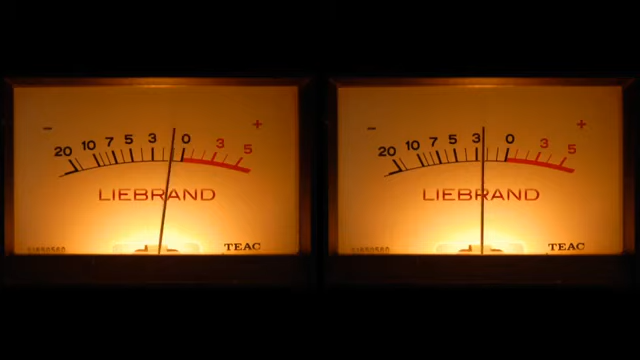 - + - +
20 10 7 5 3 0 3 5 20 10 7 5 3 0 3 5
LIEBRAND LIEBRAND
TEAC TEAC